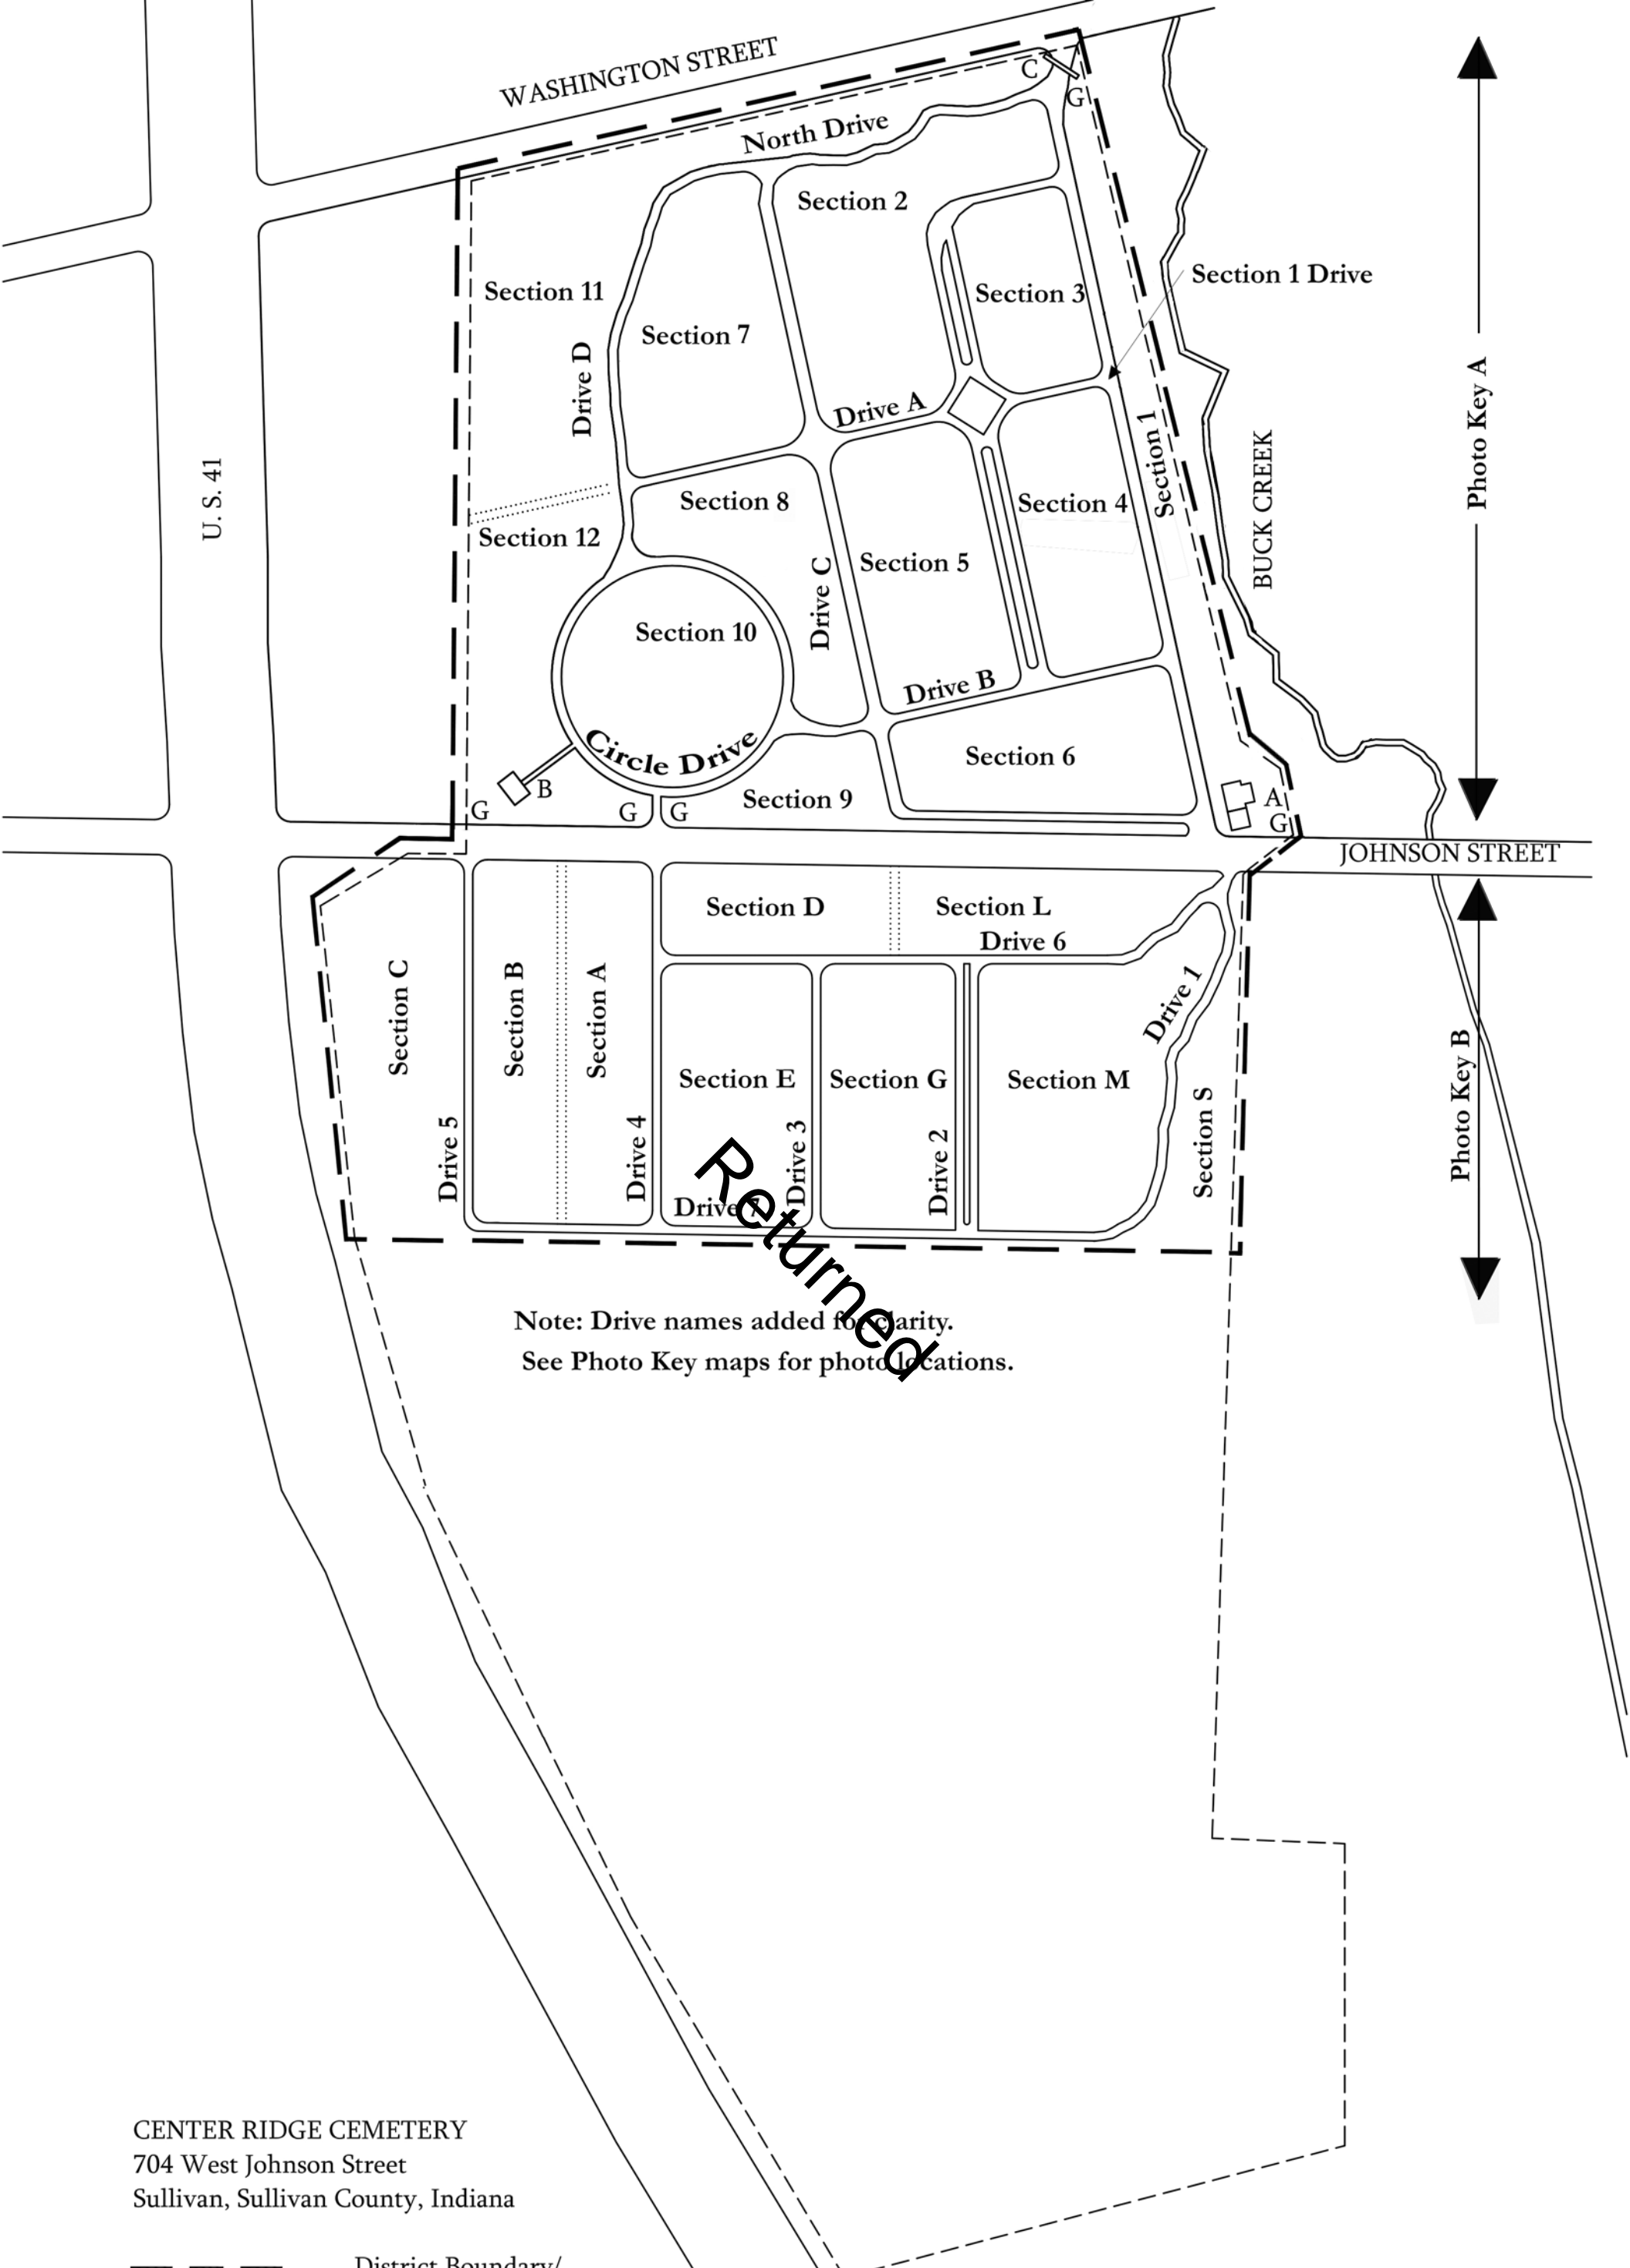 WASHINGTON STREET
C
G
North Drive
Section 2
Section 1 Drive
Section 11
Section 3
Section 7
Drive D
Drive A
Photo Key A
U. S. 41
Section 1
BUCK CREEK
Section 8
Section 4
Section 12
Section 5
Drive C
Section 10
Drive B
Circle Drive
Section 6
B
Section 9
A
G
G
G
G
JOHNSON STREET
Section D
Section L
Drive 6
Section C
Section B
Section A
Drive 1
Section E
Section G
Section M
Photo Key B
Section S
Drive 5
Drive 4
Drive 3
Drive 2
Drive 7
Returned
Note: Drive names added for clarity.
See Photo Key maps for photo locations.
CENTER RIDGE CEMETERY
704 West Johnson Street
Sullivan, Sullivan County, Indiana
District Boundary/